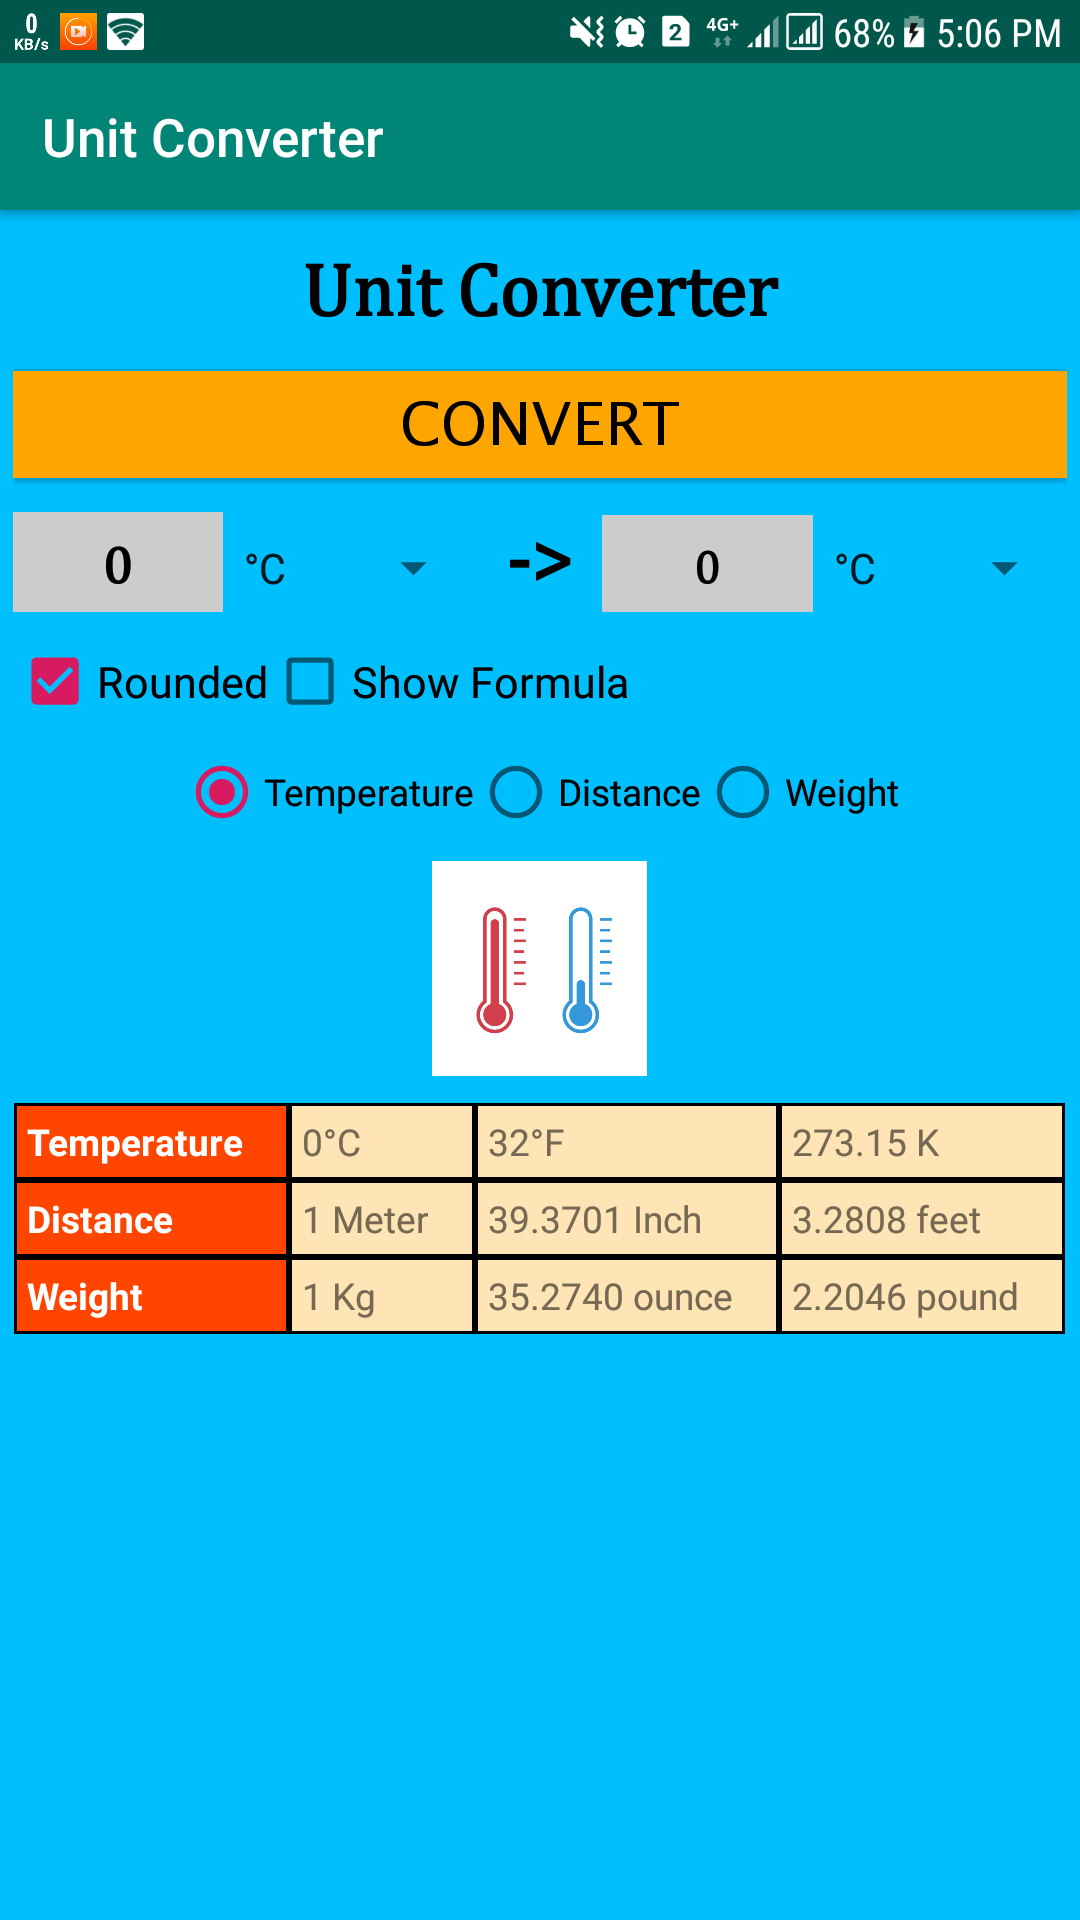 0 KB/s 2 4G+ 68% 5:06 PM
Unit Converter
Unit Converter
CONVERT
0 °C -> 0 °C
Rounded Show Formula
Temperature Distance Weight
Temperature 0°C 32°F 273.15 K
Distance 1 Meter 39.3701 Inch 3.2808 feet
Weight 1 Kg 35.2740 ounce 2.2046 pound